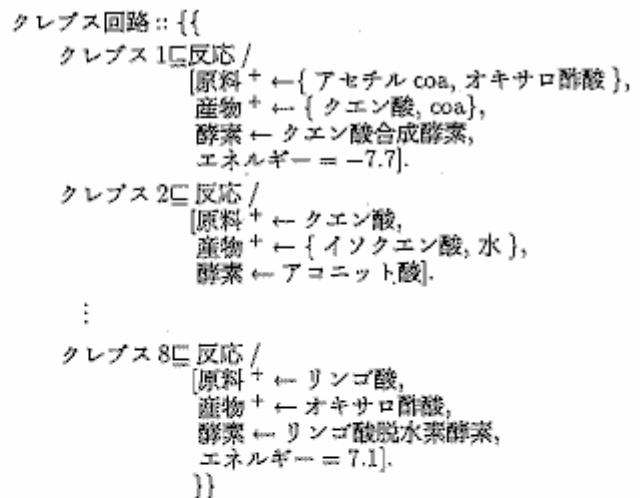 クレブス回路 :: {{
クレブス 1⊑反応 /
[原料⁺ ←{ アセチル coa, オキサロ酢酸 },
産物⁺ ← { クエン酸, coa},
酵素 ← クエン酸合成酵素,
エネルギー = −7.7].
クレブス 2⊑ 反応 /
[原料⁺ ← クエン酸,
産物⁺ ← { イソクエン酸, 水 },
酵素 ← アコニット酸].
⋮
クレブス 8⊑ 反応 /
[原料⁺ ← リンゴ酸,
産物⁺ ← オキサロ酢酸,
酵素 ← リンゴ酸脱水素酵素,
エネルギー = 7.1].
}}